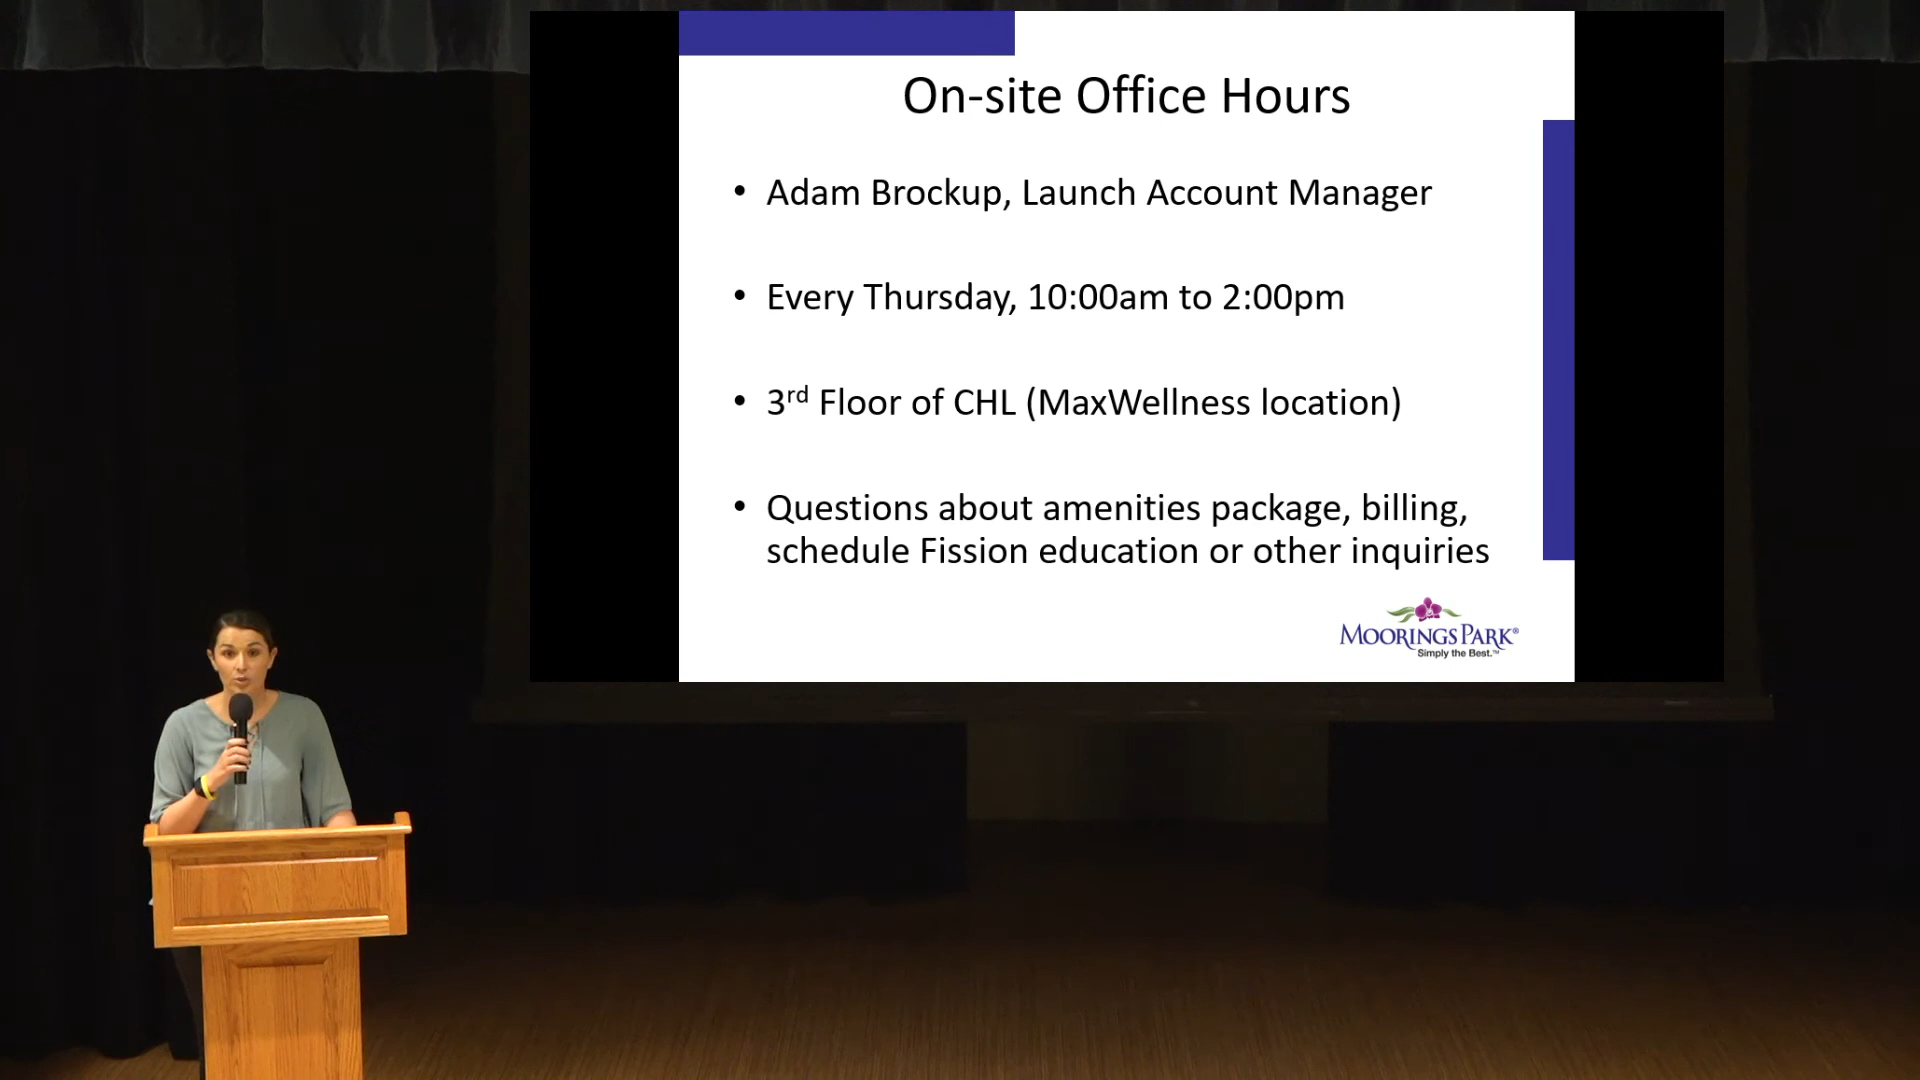 On-site Office Hours
• Adam Brockup, Launch Account Manager
• Every Thursday, 10:00am to 2:00pm
• 3rd Floor of CHL (MaxWellness location)
• Questions about amenities package, billing,
schedule Fission education or other inquiries
MOORINGS PARK®
Simply the Best.™